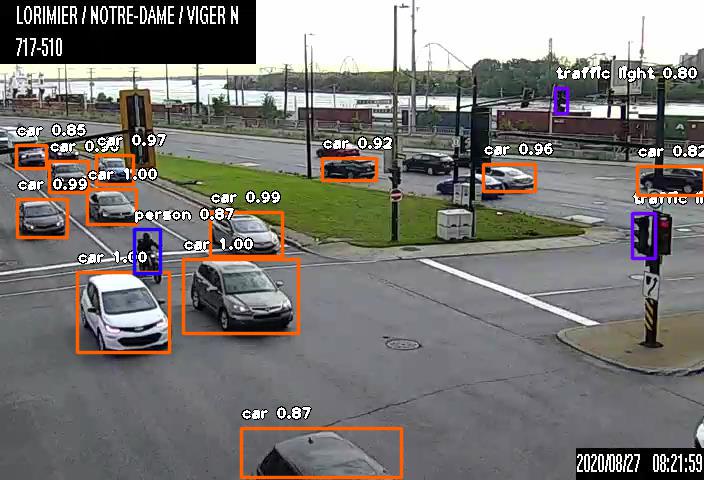 LORIMIER / NOTRE-DAME / VIGER N
717-510
traffic light 0.80
car 0.85
car 0.97
car 0.92
car 0.96
car 0.82
car 1.00
car 0.99
person 0.87
car 0.99
traffic li
car 1.00
car 1.00
car 0.87
2020/08/27 08:21:59